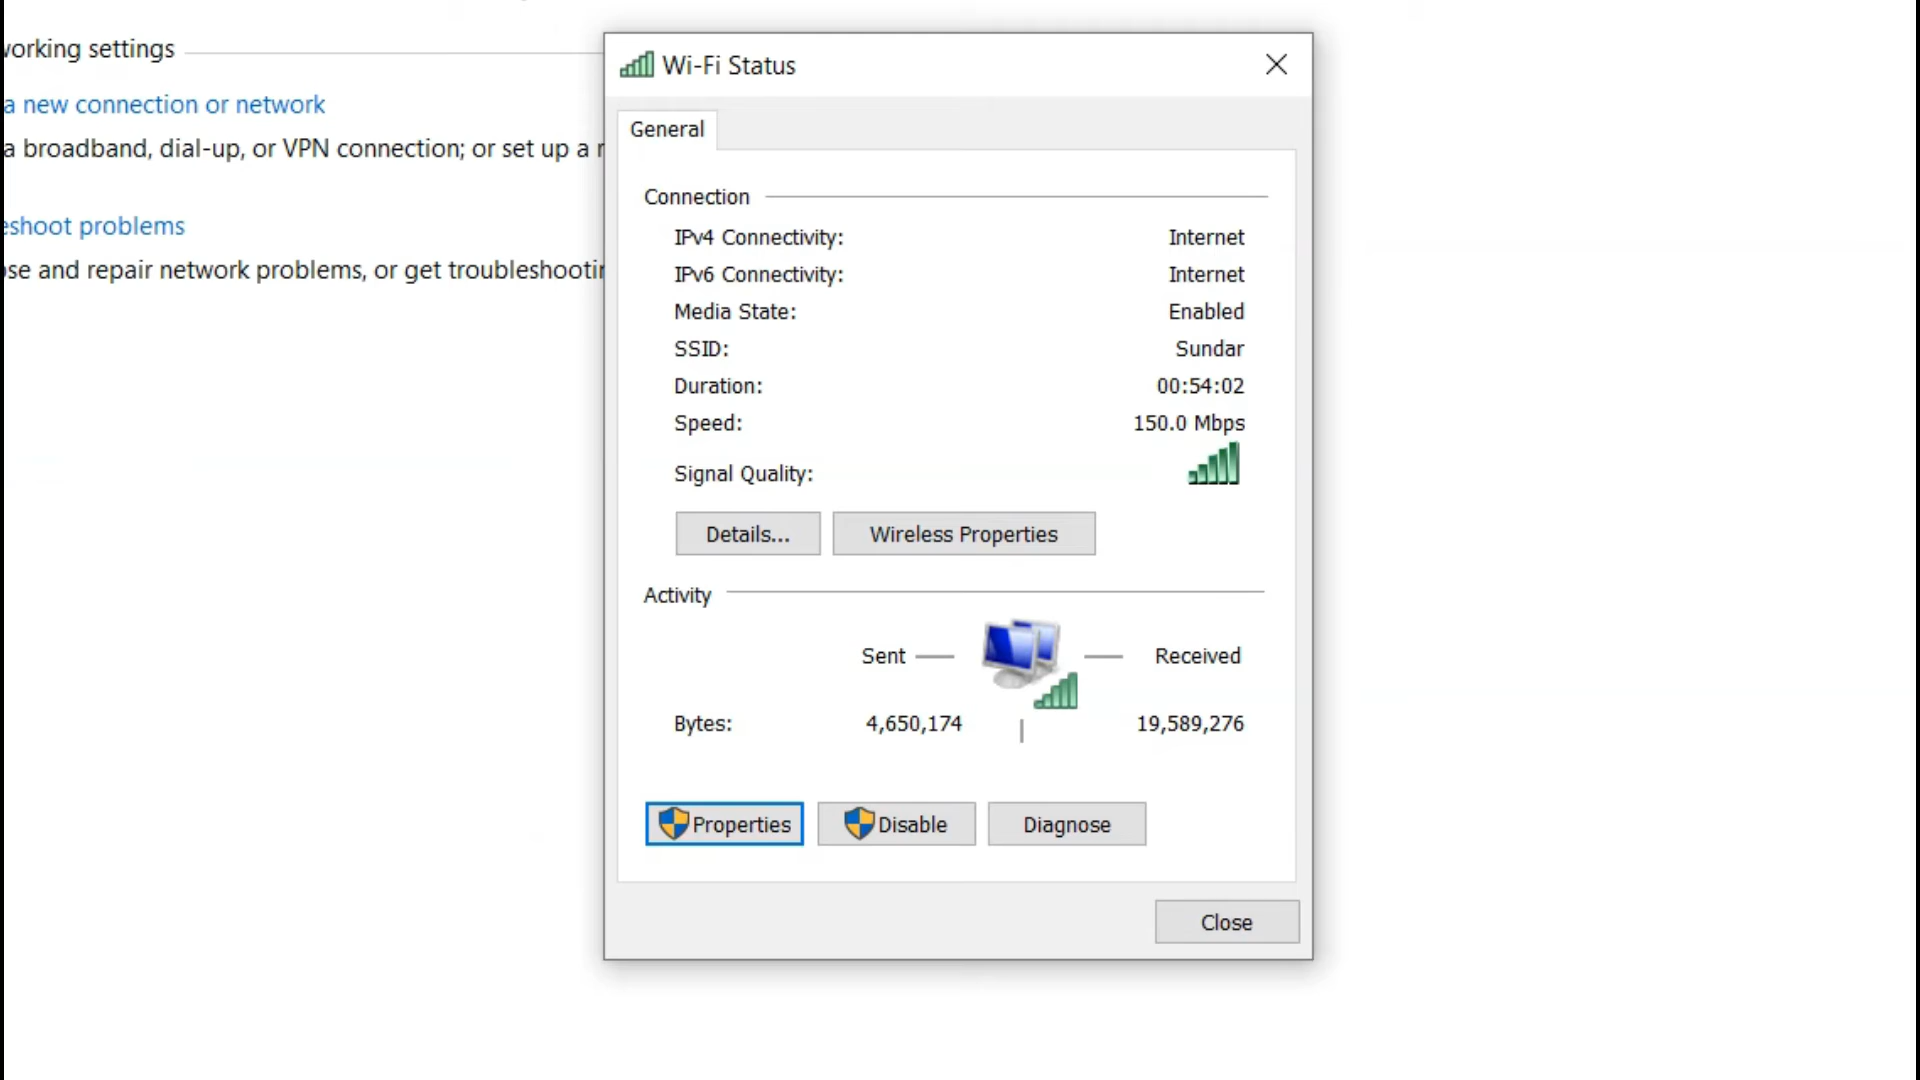 working settings
a new connection or network
a broadband, dial-up, or VPN connection; or set up a r
eshoot problems
ose and repair network problems, or get troubleshootin
Wi-Fi Status
General
Connection
IPv4 Connectivity: Internet
IPv6 Connectivity: Internet
Media State: Enabled
SSID: Sundar
Duration: 00:54:02
Speed: 150.0 Mbps
Signal Quality:
Details... Wireless Properties
Activity
Sent Received
Bytes: 4,650,174 19,589,276
Properties Disable Diagnose
Close